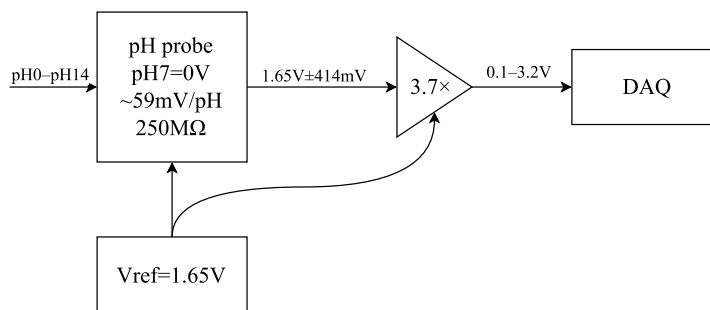 pH0–pH14
pH probe
pH7=0V
~59mV/pH
250MΩ
1.65V±414mV
3.7×
0.1–3.2V
DAQ
Vref=1.65V